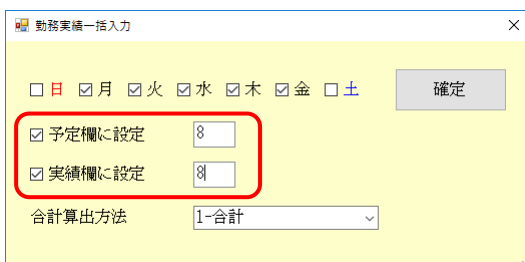 勤務実績一括入力
日 月 火 水 木 金 土 確定
予定欄に設定 8
実績欄に設定 8
合計算出方法 1-合計